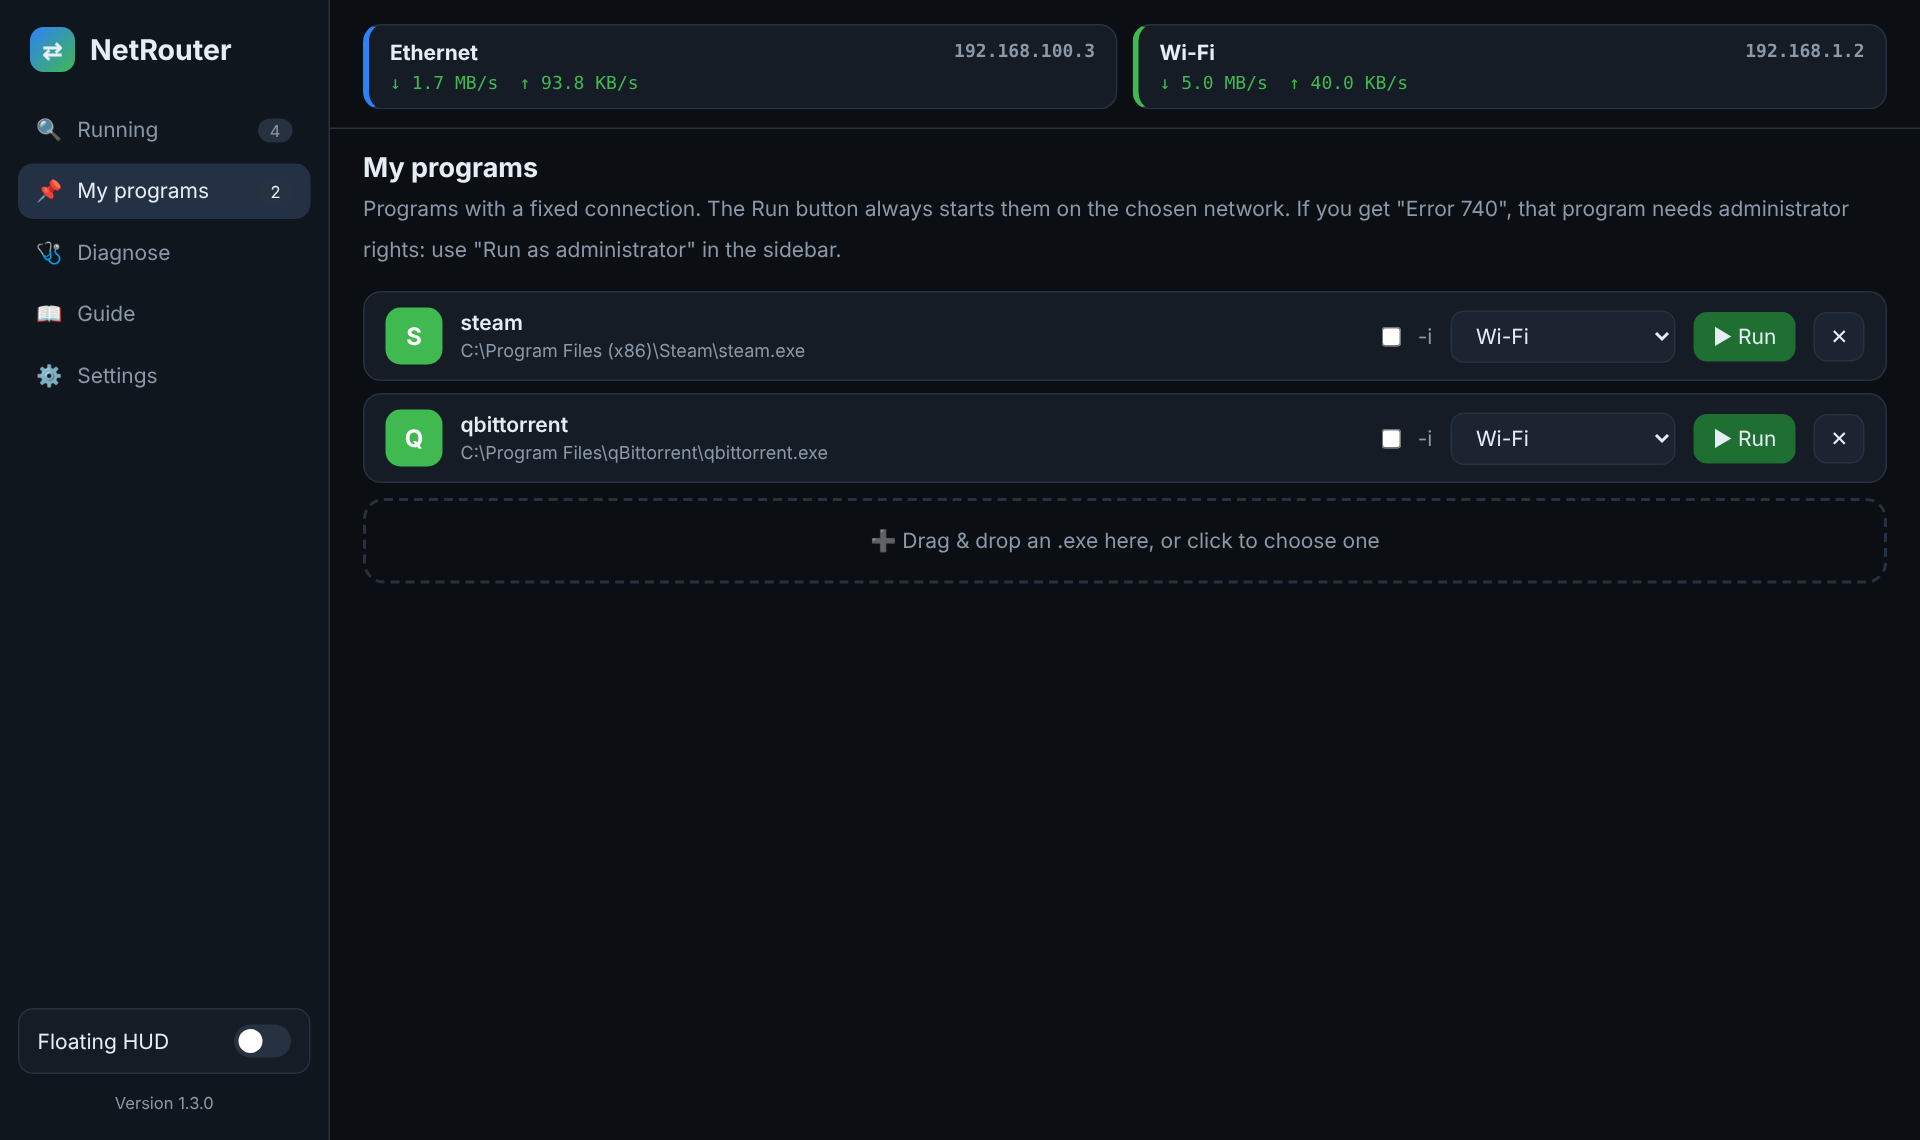 NetRouter
Running 4
My programs 2
Diagnose
Guide
Settings
Floating HUD
Version 1.3.0
Ethernet 192.168.100.3
↓ 1.7 MB/s ↑ 93.8 KB/s
Wi-Fi 192.168.1.2
↓ 5.0 MB/s ↑ 40.0 KB/s
My programs
Programs with a fixed connection. The Run button always starts them on the chosen network. If you get "Error 740", that program needs administrator
rights: use "Run as administrator" in the sidebar.
S steam -i Wi-Fi ▶ Run ✕
C:\Program Files (x86)\Steam\steam.exe
Q qbittorrent -i Wi-Fi ▶ Run ✕
C:\Program Files\qBittorrent\qbittorrent.exe
➕ Drag & drop an .exe here, or click to choose one